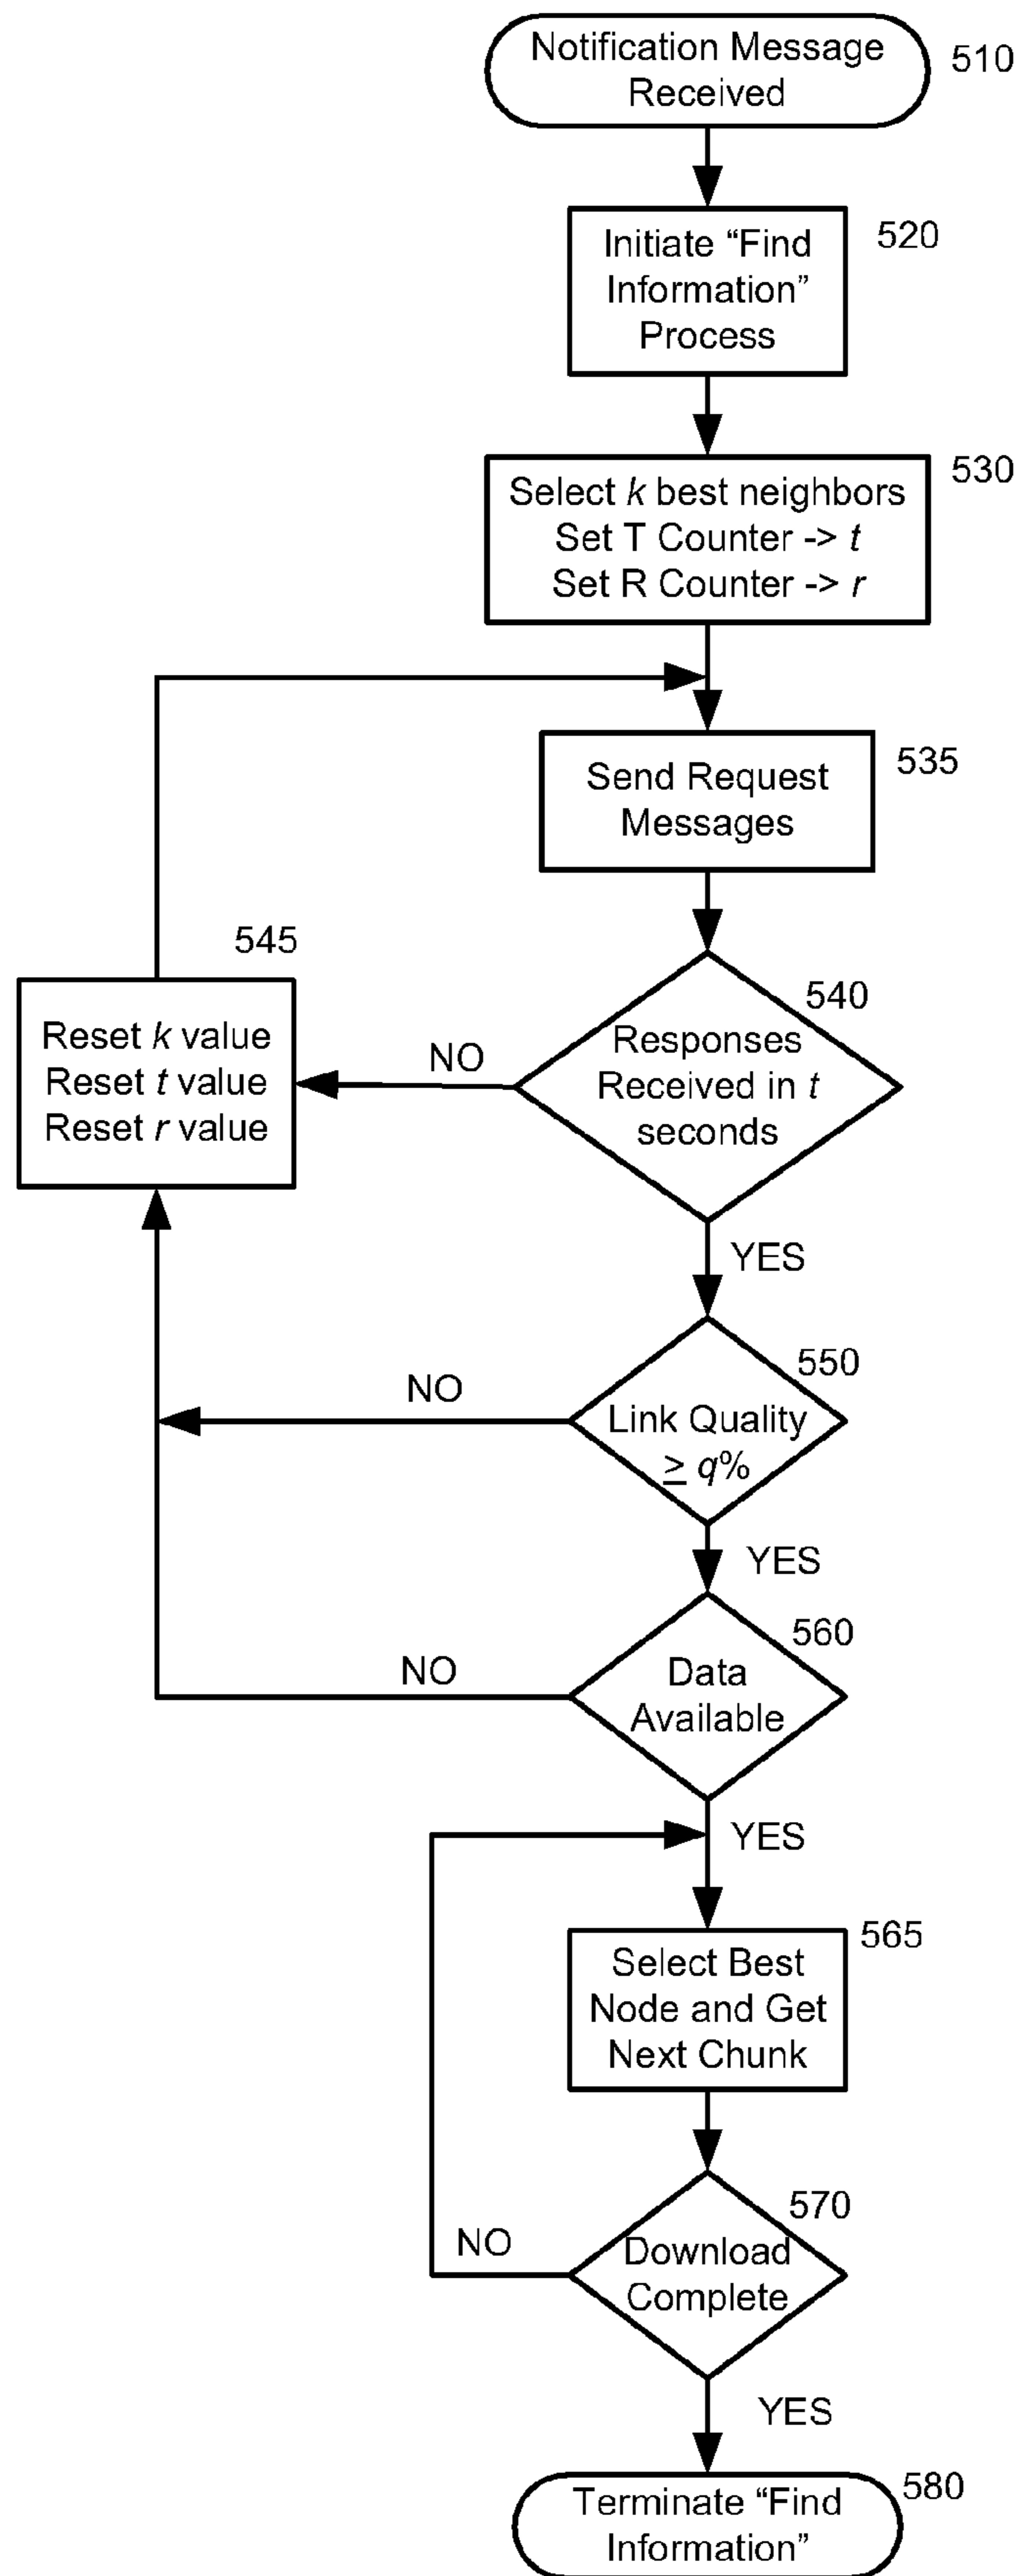 Notification Message
Received
510
Initiate “Find
Information”
Process
520
Select k best neighbors
Set T Counter -> t
Set R Counter -> r
530
Send Request
Messages
535
545
Reset k value
Reset t value
Reset r value
NO
540
Responses
Received in t
seconds
YES
550
NO
Link Quality
≥ q%
YES
560
NO
Data
Available
YES
565
Select Best
Node and Get
Next Chunk
570
NO
Download
Complete
YES
580
Terminate “Find
Information”